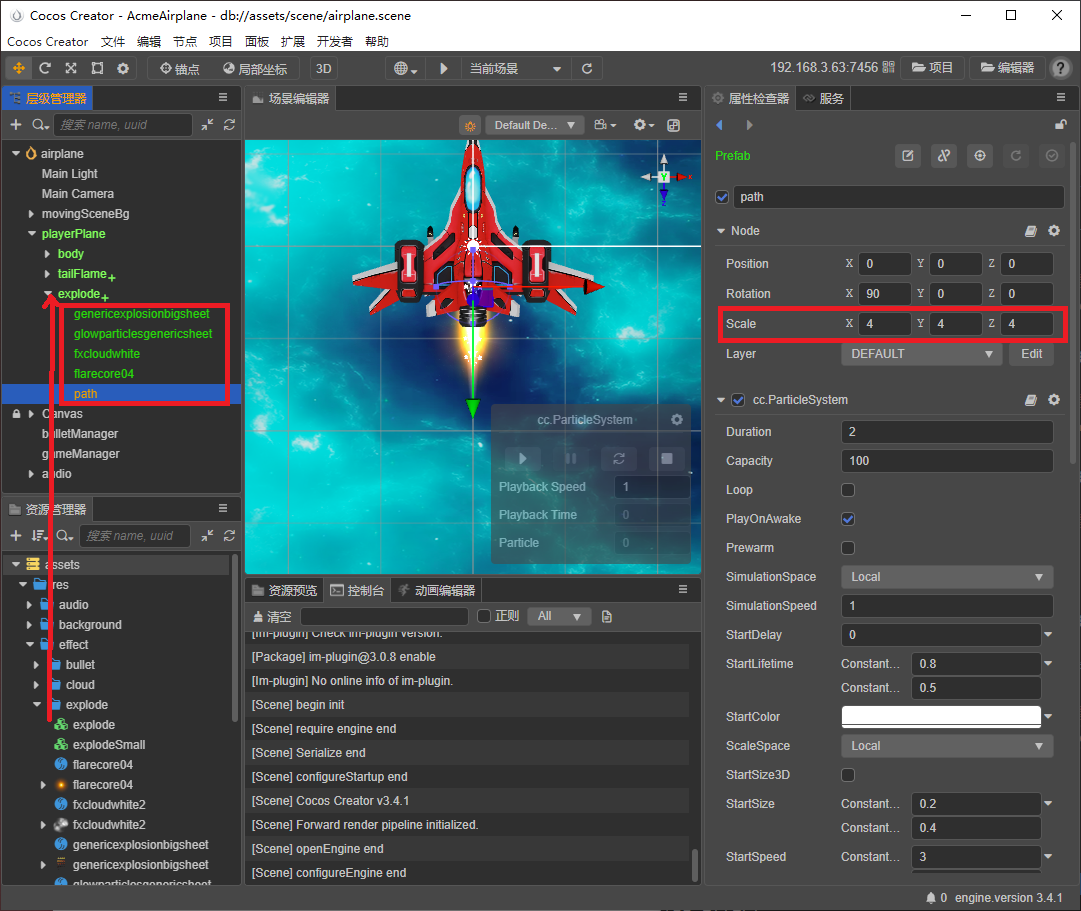 Cocos Creator - AcmeAirplane - db://assets/scene/airplane.scene
Cocos Creator 文件 编辑 节点 项目 面板 扩展 开发者 帮助
锚点 局部坐标 3D 当前场景 192.168.3.63:7456 项目 编辑器 ?
层级管理器
搜索 name, uuid
airplane
Main Light
Main Camera
movingSceneBg
playerPlane
body
tailFlame
explode
genericexplosionbigsheet
glowparticlesgenericsheet
fxcloudwhite
flarecore04
path
Canvas
bulletManager
gameManager
audio
资源管理器
搜索 name, uuid
assets
res
audio
background
effect
bullet
cloud
explode
explode
explodeSmall
flarecore04
flarecore04
fxcloudwhite2
fxcloudwhite2
genericexplosionbigsheet
genericexplosionbigsheet
glowparticlesgenericsheet
场景编辑器
Default De...
Y
X
Z
cc.ParticleSystem
Playback Speed 1
Playback Time 0
Particle 0
资源预览 控制台 动画编辑器
清空 正则 All
[Im-plugin] Check im-plugin version.
[Package] im-plugin@3.0.8 enable
[Im-plugin] No online info of im-plugin.
[Scene] begin init
[Scene] require engine end
[Scene] Serialize end
[Scene] configureStartup end
[Scene] Cocos Creator v3.4.1
[Scene] Forward render pipeline initialized.
[Scene] openEngine end
[Scene] configureEngine end
属性检查器 服务
Prefab
path
Node
Position X 0 Y 0 Z 0
Rotation X 90 Y 0 Z 0
Scale X 4 Y 4 Z 4
Layer DEFAULT Edit
cc.ParticleSystem
Duration 2
Capacity 100
Loop
PlayOnAwake
Prewarm
SimulationSpace Local
SimulationSpeed 1
StartDelay 0
StartLifetime Constant... 0.8
Constant... 0.5
StartColor
ScaleSpace Local
StartSize3D
StartSize Constant... 0.2
Constant... 0.4
StartSpeed Constant... 3
0 engine.version 3.4.1